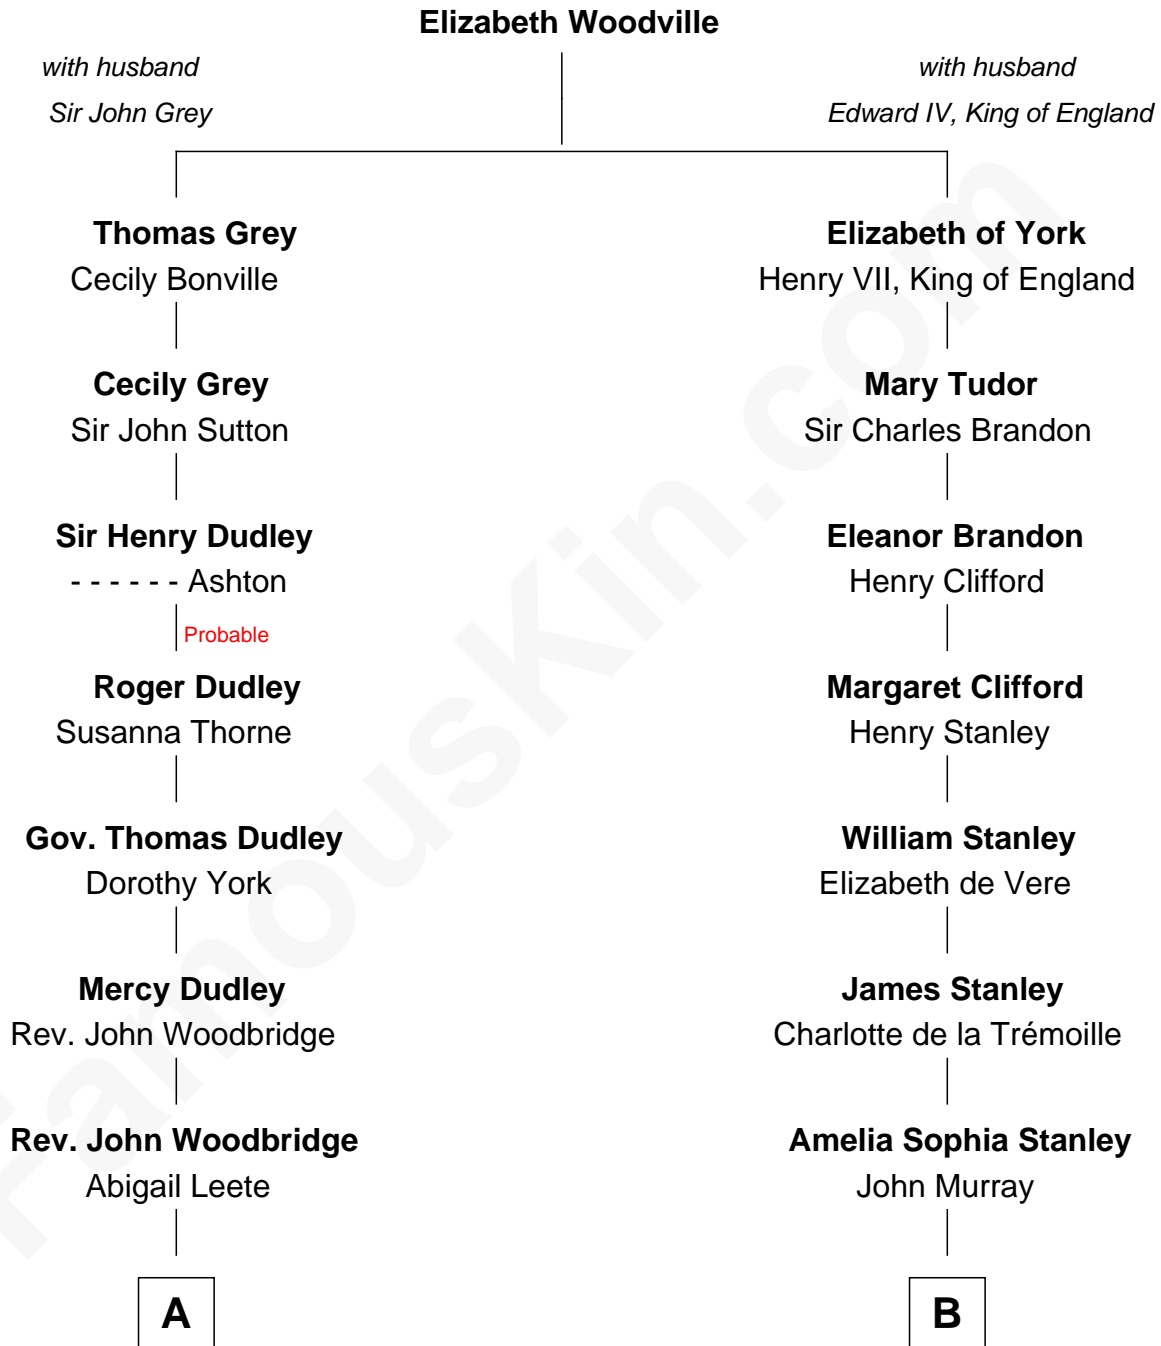 Elizabeth Woodville
with husband
Sir John Grey
with husband
Edward IV, King of England
Thomas Grey
Cecily Bonville
Elizabeth of York
Henry VII, King of England
Cecily Grey
Sir John Sutton
Mary Tudor
Sir Charles Brandon
Sir Henry Dudley
- - - - - - Ashton
Probable
Eleanor Brandon
Henry Clifford
Roger Dudley
Susanna Thorne
Margaret Clifford
Henry Stanley
Gov. Thomas Dudley
Dorothy York
William Stanley
Elizabeth de Vere
Mercy Dudley
Rev. John Woodbridge
James Stanley
Charlotte de la Trémoille
Rev. John Woodbridge
Abigail Leete
Amelia Sophia Stanley
John Murray
A
B
FamousKin.com